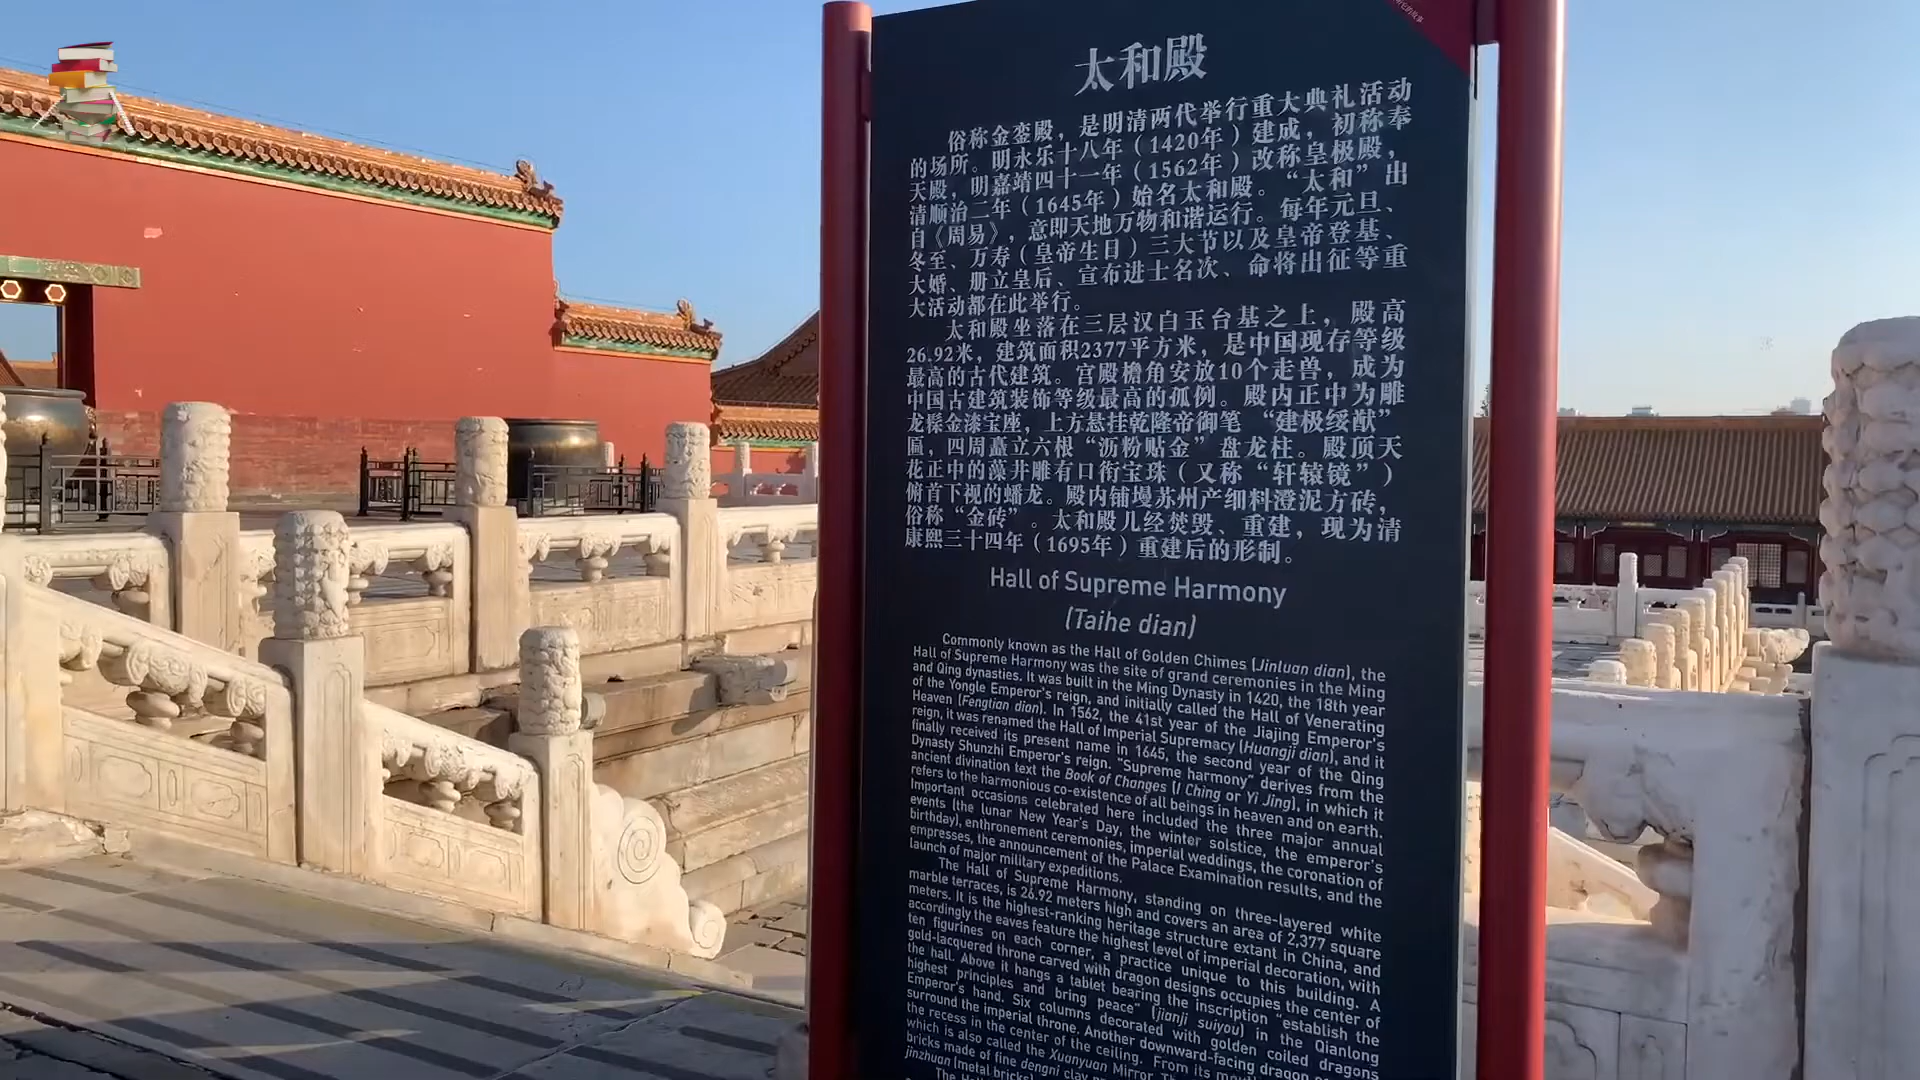 太和殿
俗称金銮殿，是明清两代举行重大典礼活动
的场所。明永乐十八年（1420年）建成，初称奉
天殿，明嘉靖四十一年（1562年）改称皇极殿，
清顺治二年（1645年）始名太和殿。“太和”出
自《周易》，意即天地万物和谐运行。每年元旦、
冬至、万寿（皇帝生日）三大节以及皇帝登基、
大婚、册立皇后、宣布进士名次、命将出征等重
大活动都在此举行。
太和殿坐落在三层汉白玉台基之上，殿高
26.92米，建筑面积2377平方米，是中国现存等级
最高的古代建筑。宫殿檐角安放10个走兽，成为
中国古建筑装饰等级最高的孤例。殿内正中为雕
龙髹金漆宝座，上方悬挂乾隆帝御笔“建极绥猷”
匾，四周矗立六根“沥粉贴金”盘龙柱。殿顶天
花正中的藻井雕有口衔宝珠（又称“轩辕镜”）
俯首下视的蟠龙。殿内铺墁苏州产细料澄泥方砖，
俗称“金砖”。太和殿几经焚毁、重建，现为清
康熙三十四年（1695年）重建后的形制。
Hall of Supreme Harmony
(Taihe dian)
Commonly known as the Hall of Golden Chimes (Jinluan dian), the
Hall of Supreme Harmony was the site of grand ceremonies in the Ming
and Qing dynasties. It was built in the Ming Dynasty in 1420, the 18th year
of the Yongle Emperor's reign, and initially called the Hall of Venerating
Heaven (Fengtian dian). In 1562, the 41st year of the Jiajing Emperor's
reign, it was renamed the Hall of Imperial Supremacy (Huangji dian), and it
finally received its present name in 1645, the second year of the Qing
Dynasty Shunzhi Emperor's reign. "Supreme harmony" derives from the
ancient divination text the Book of Changes (I Ching or Yi Jing), in which it
refers to the harmonious co-existence of all beings in heaven and on earth.
Important occasions celebrated here included the three major annual
events (the lunar New Year's Day, the winter solstice, the emperor's
birthday), enthronement ceremonies, imperial weddings, the coronation of
empresses, the announcement of the Palace Examination results, and the
launch of major military expeditions.
The Hall of Supreme Harmony, standing on three-layered white
marble terraces, is 26.92 meters high and covers an area of 2,377 square
meters. It is the highest-ranking heritage structure extant in China, and
accordingly the eaves feature the highest level of imperial decoration, with
ten figurines on each corner, a practice unique to this building. A
gold-lacquered throne carved with dragon designs occupies the center of
the hall. Above it hangs a tablet bearing the inscription "establish the
highest principles and bring peace" (jianji suiyou) in the Qianlong
Emperor's hand. Six columns decorated with golden coiled dragons
surround the imperial throne. Another downward-facing dragon
the recess in the center of the ceiling. From its
which is also called the Xuanyuan Mirror.
bricks made of fine dengni clay
jinzhuan (metal bricks)